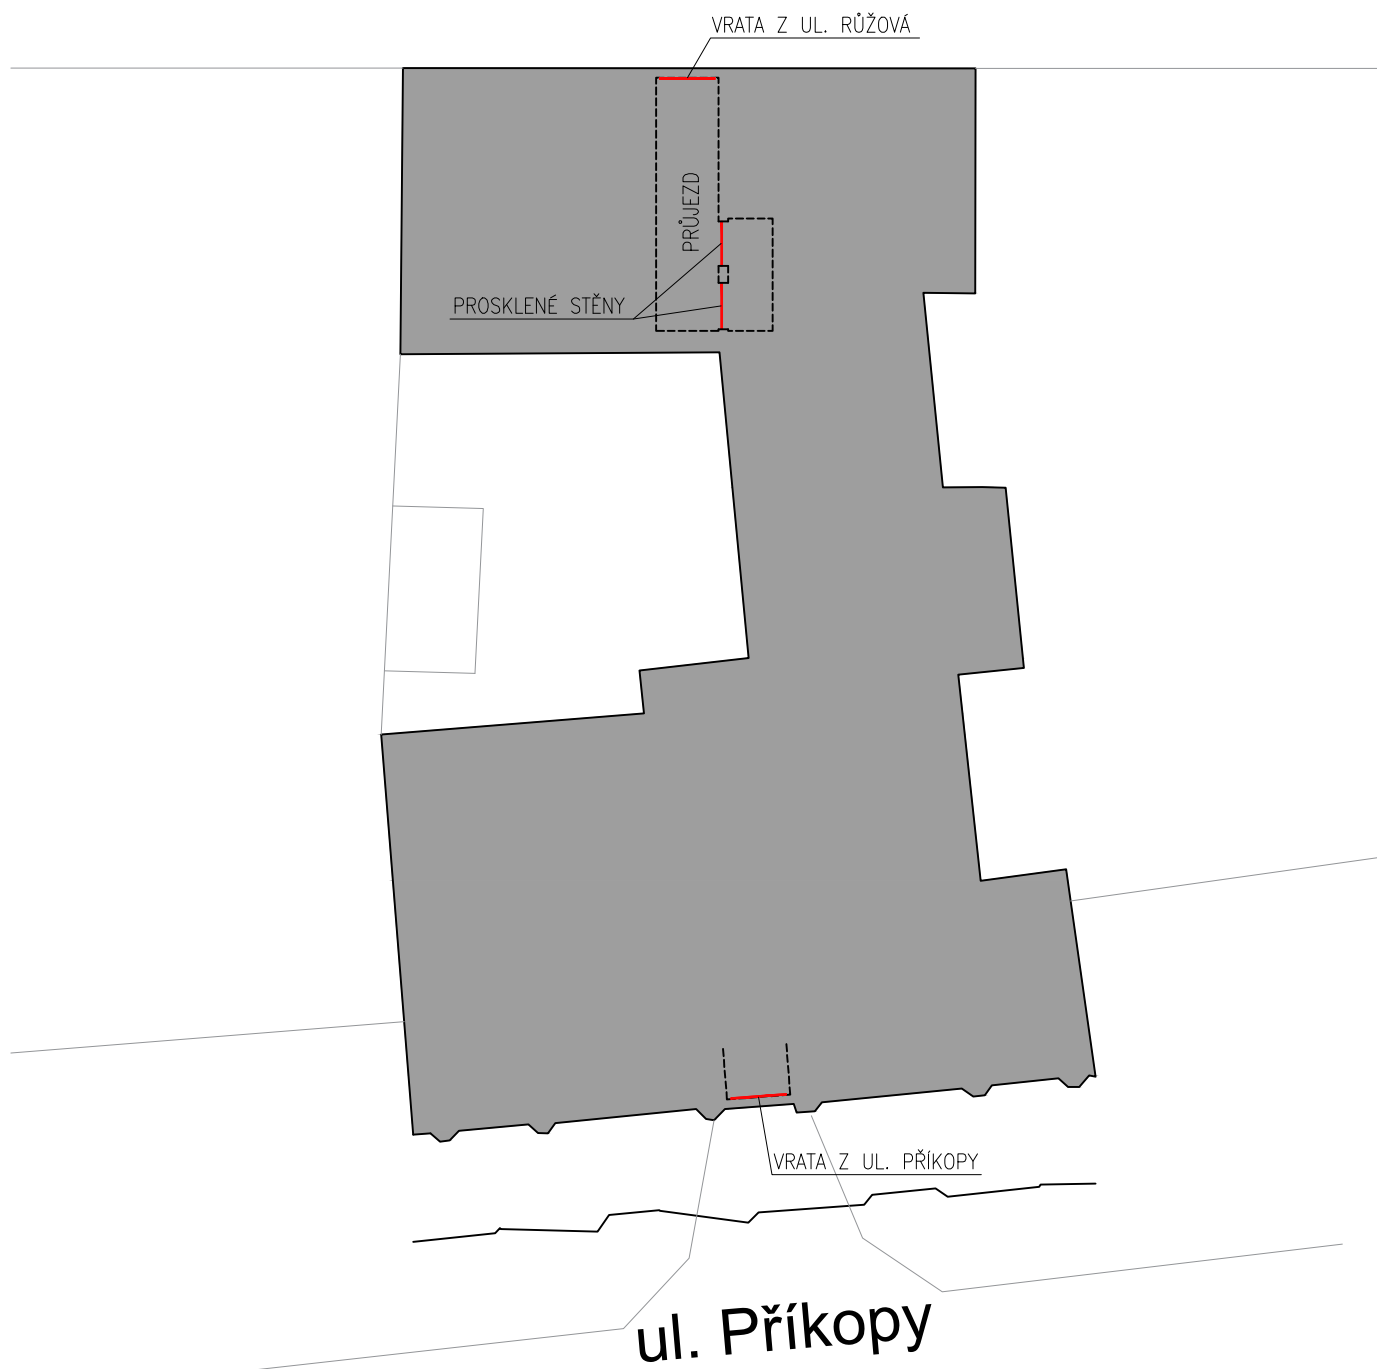 VRATA Z UL. RŮŽOVÁ
PRŮJEZD
PROSKLENÉ STĚNY
VRATA Z UL. PŘÍKOPY
ul. Příkopy